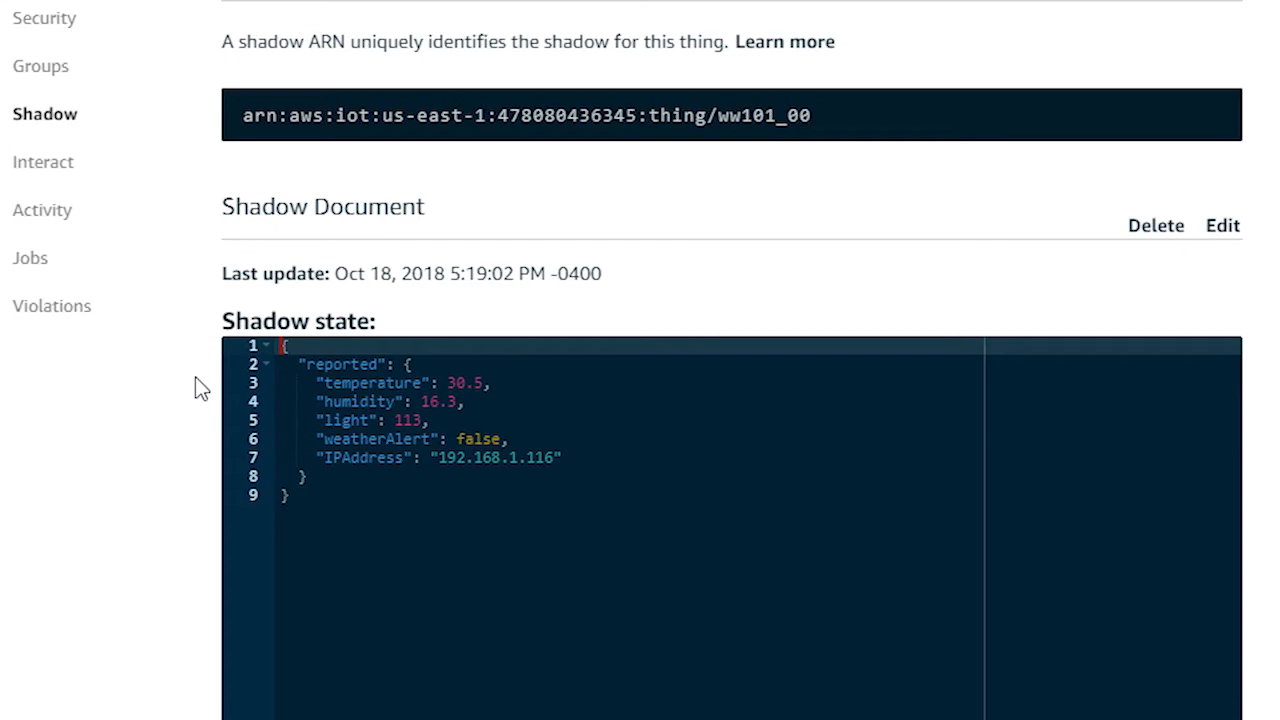 Security
Groups
Shadow
Interact
Activity
Jobs
Violations
A shadow ARN uniquely identifies the shadow for this thing. Learn more
arn:aws:iot:us-east-1:478080436345:thing/ww101_00
Shadow Document
Delete Edit
Last update: Oct 18, 2018 5:19:02 PM -0400
Shadow state:
1 {
2 "reported": {
3 "temperature": 30.5,
4 "humidity": 16.3,
5 "light": 113,
6 "weatherAlert": false,
7 "IPAddress": "192.168.1.116"
8 }
9 }